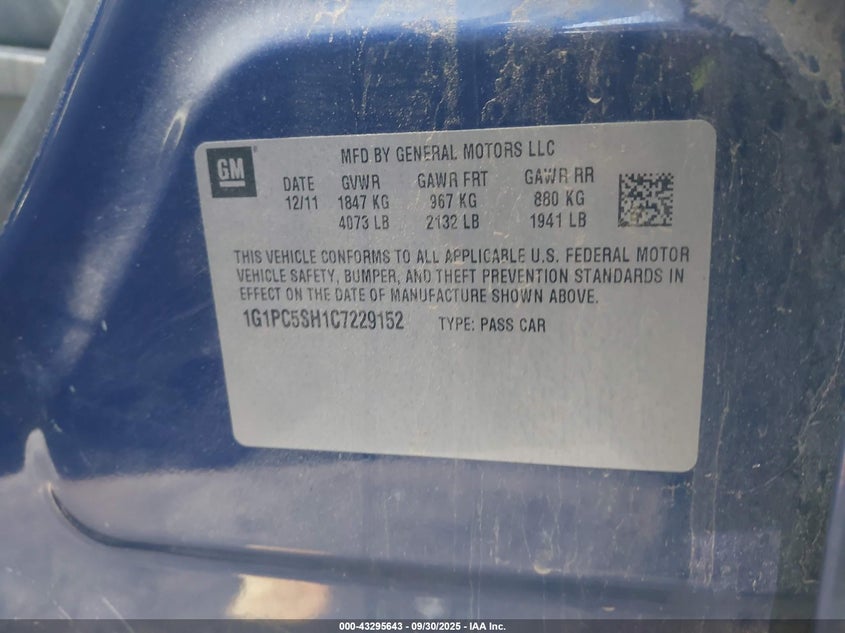 GM
MFD BY GENERAL MOTORS LLC
DATE GVWR GAWR FRT GAWR RR
12/11 1847 KG 967 KG 880 KG
4073 LB 2132 LB 1941 LB
THIS VEHICLE CONFORMS TO ALL APPLICABLE U.S. FEDERAL MOTOR
VEHICLE SAFETY, BUMPER, AND THEFT PREVENTION STANDARDS IN
EFFECT ON THE DATE OF MANUFACTURE SHOWN ABOVE.
1G1PC5SH1C7229152 TYPE: PASS CAR
000-43295643 - 09/30/2025 - IAA Inc.